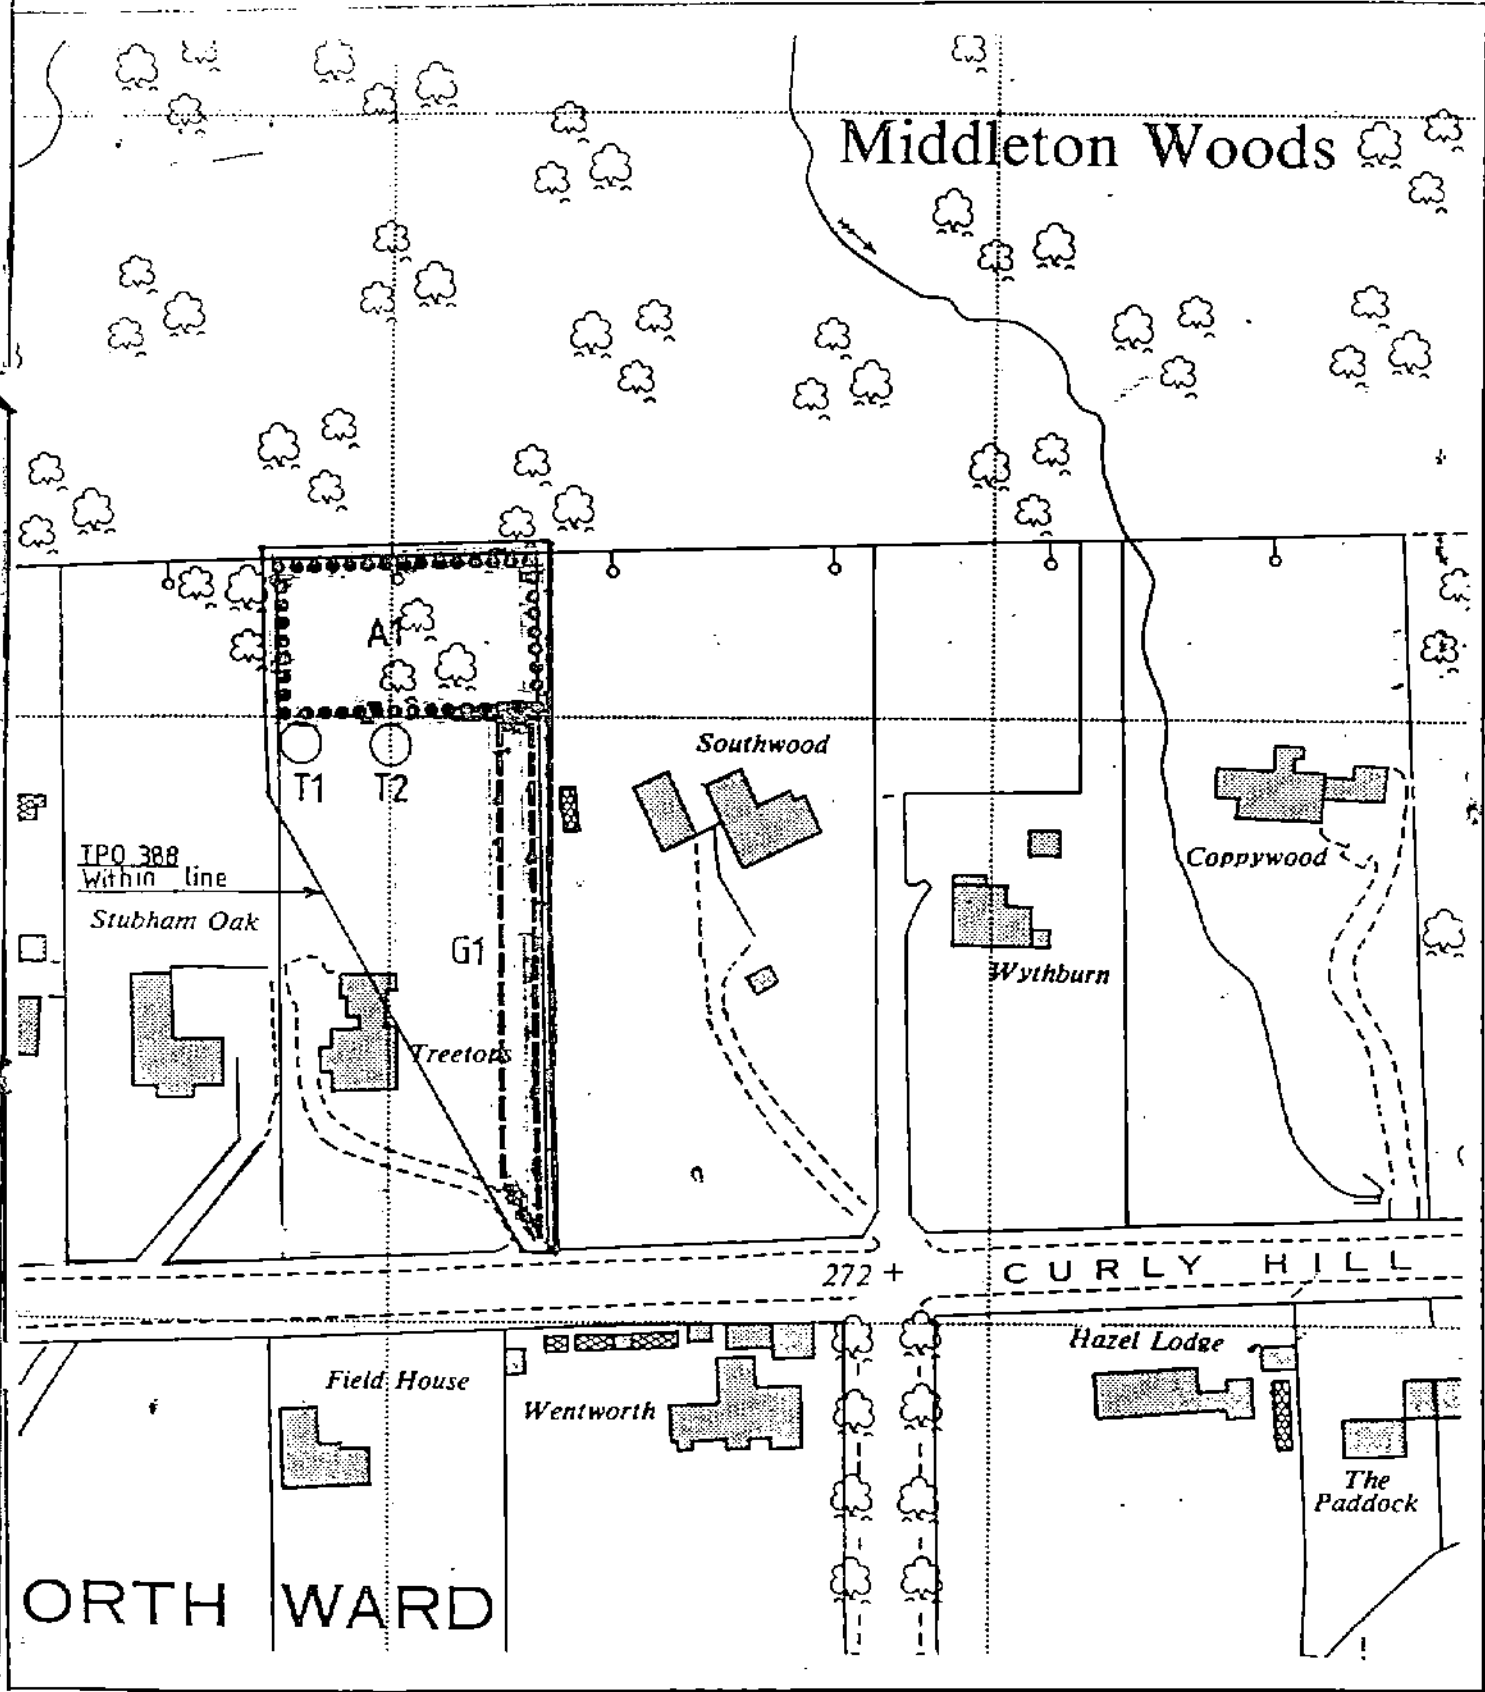 Middleton Woods
A1
T1
T2
Southwood
TPO 388
Within line
Stubham Oak
Coppywood
G1
Wythburn
Treetops
272 +
CURLY HILL
Hazel Lodge
Field House
Wentworth
The
Paddock
ORTH WARD